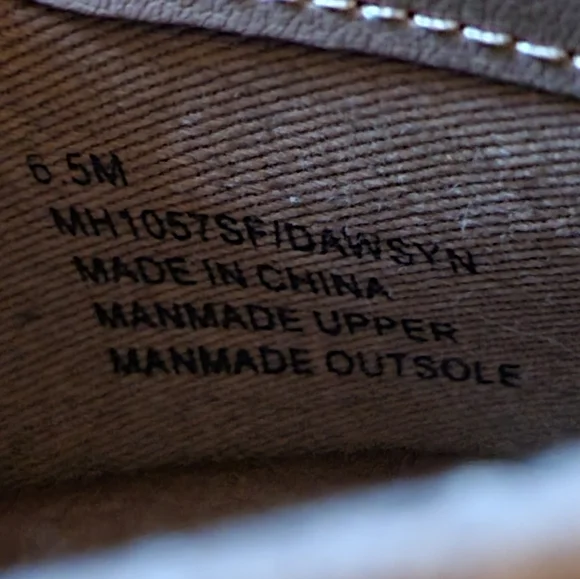 6.5M
MH1057SF/DAWSYN
MADE IN CHINA
MANMADE UPPER
MANMADE OUTSOLE